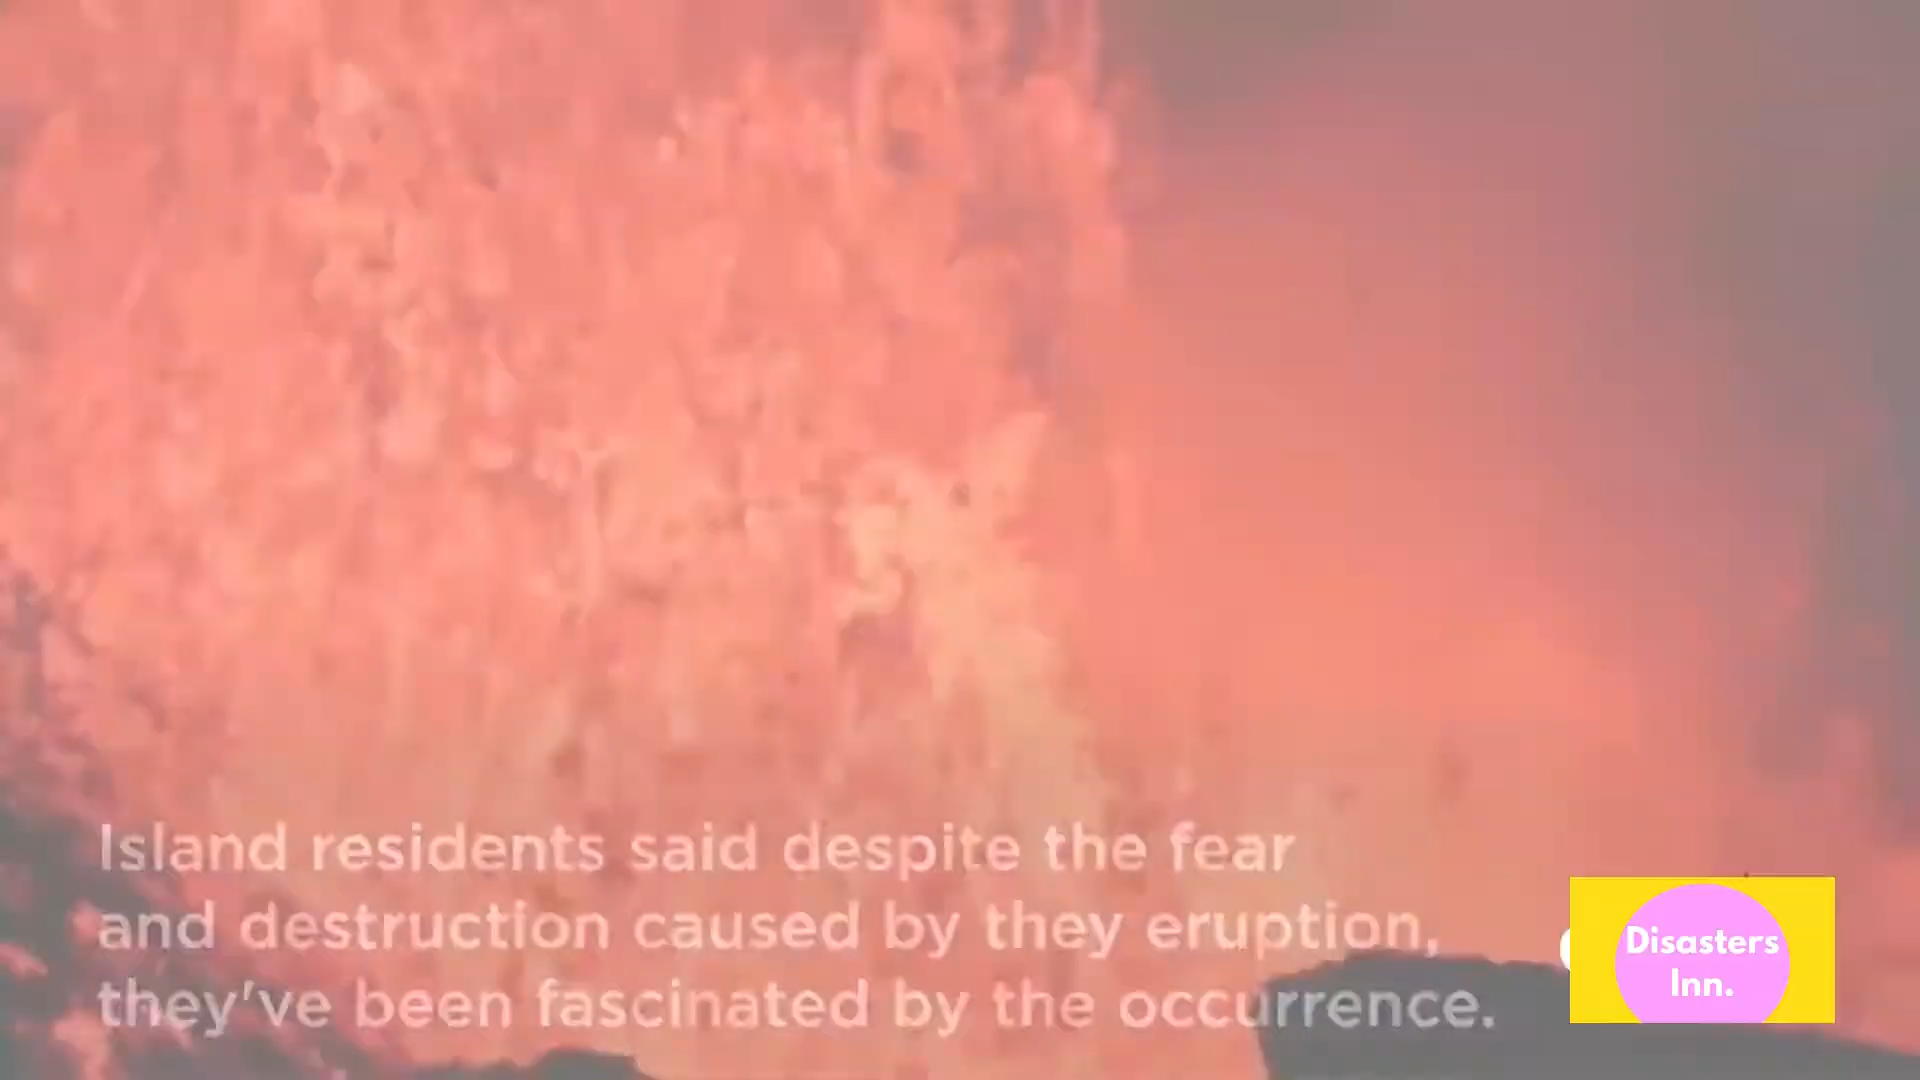 Island residents said despite the fear
and destruction caused by they eruption,
they've been fascinated by the occurrence.
Disasters
Inn.